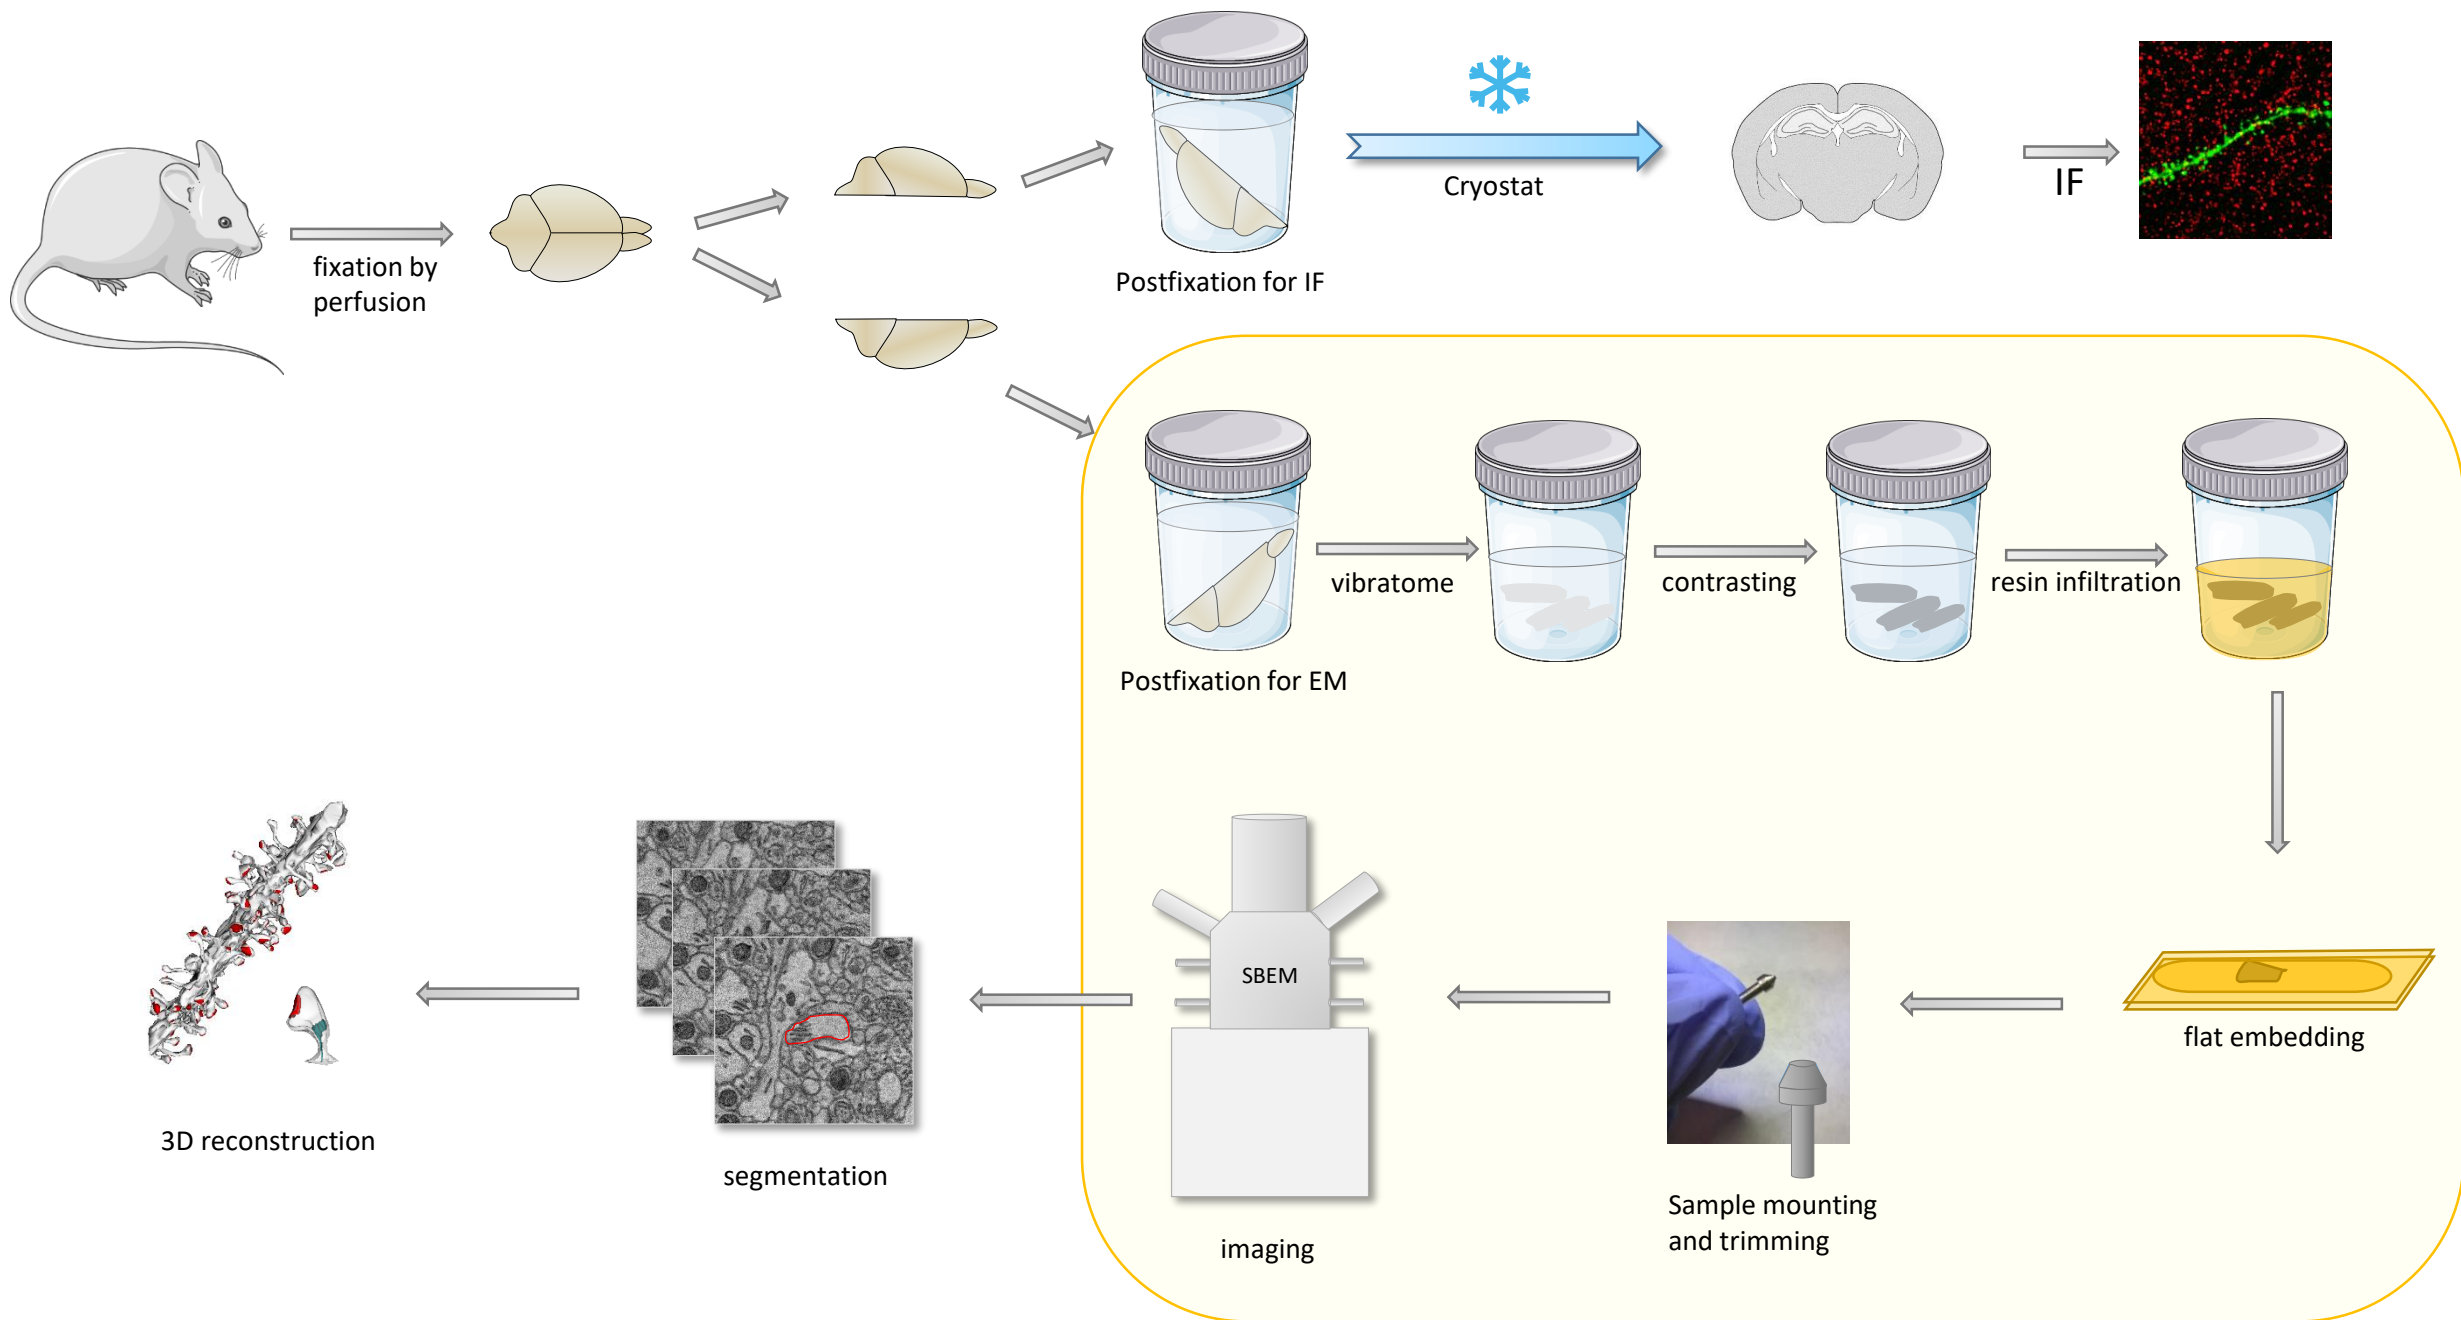 fixation by
perfusion
Postfixation for IF
Cryostat
IF
Postfixation for EM
vibratome
contrasting
resin infiltration
flat embedding
Sample mounting
and trimming
SBEM
imaging
segmentation
3D reconstruction